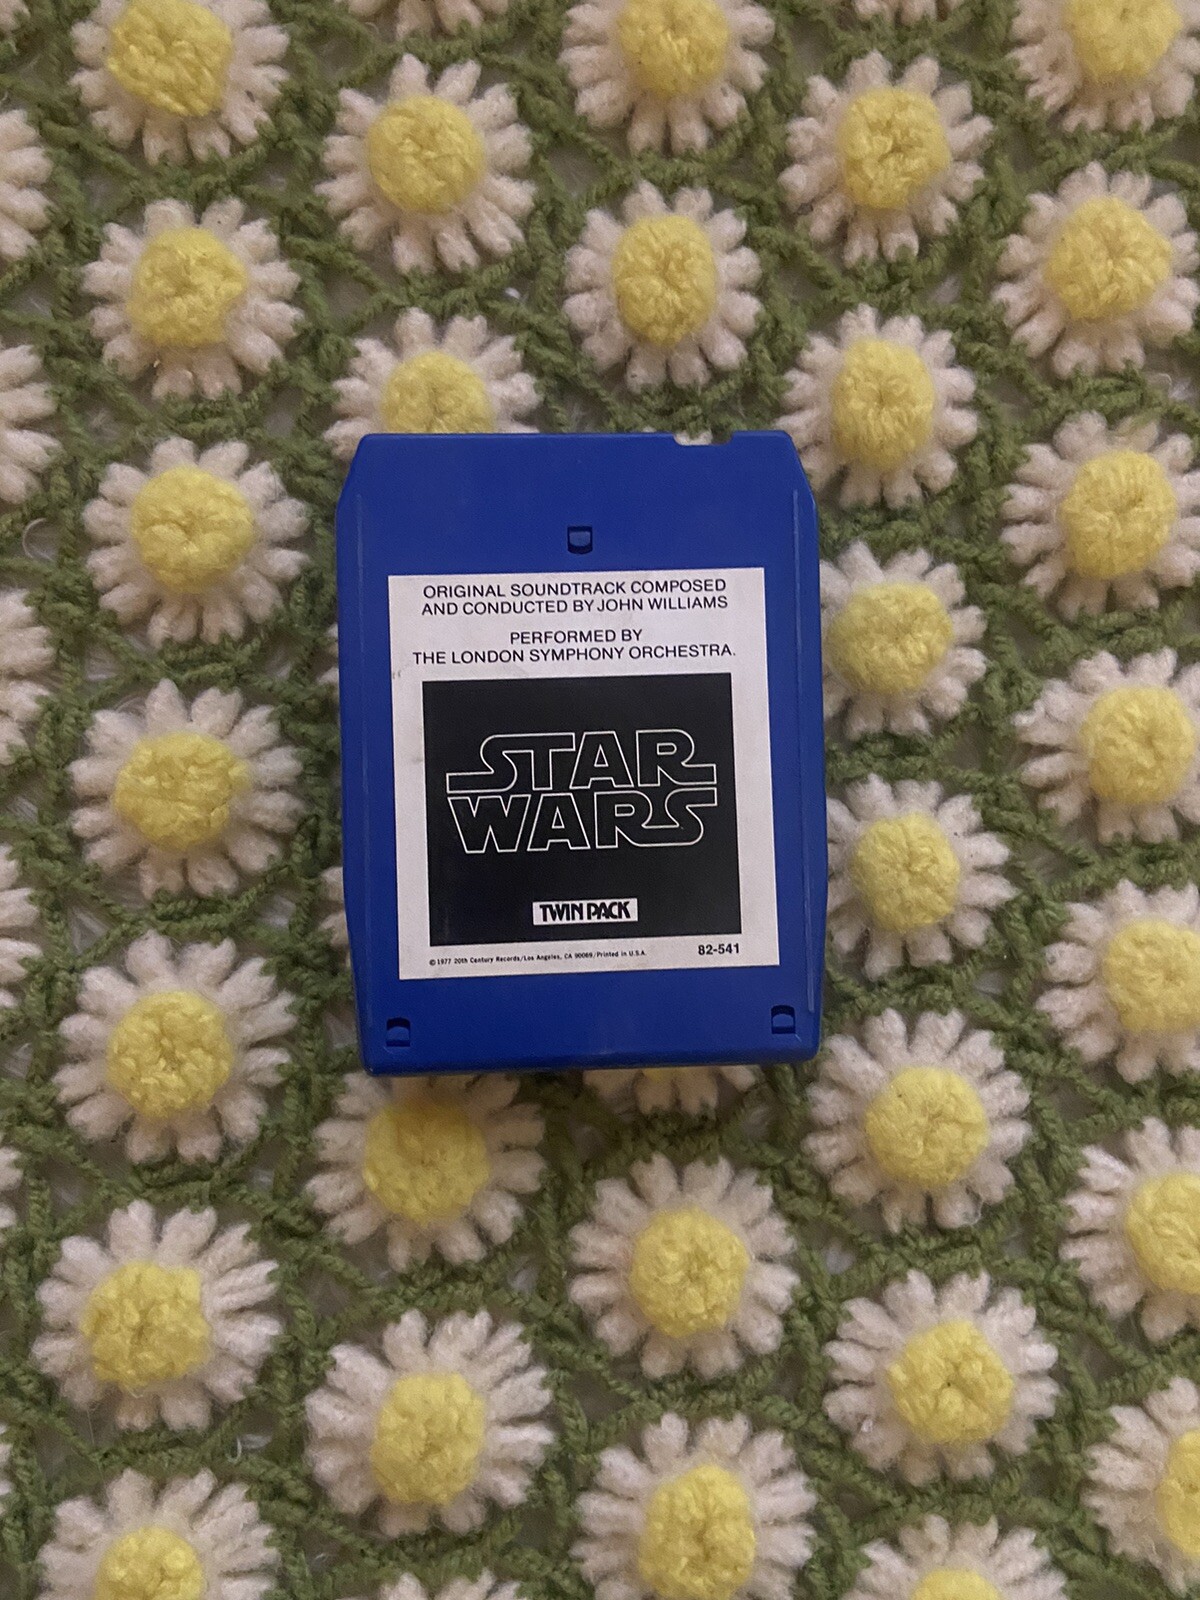 ORIGINAL SOUNDTRACK COMPOSED
AND CONDUCTED BY JOHN WILLIAMS
PERFORMED BY
THE LONDON SYMPHONY ORCHESTRA.
STAR
WARS
TWIN PACK
82-541
© 1977 20th Century Records/Los Angeles, CA 90069/Printed in U.S.A.